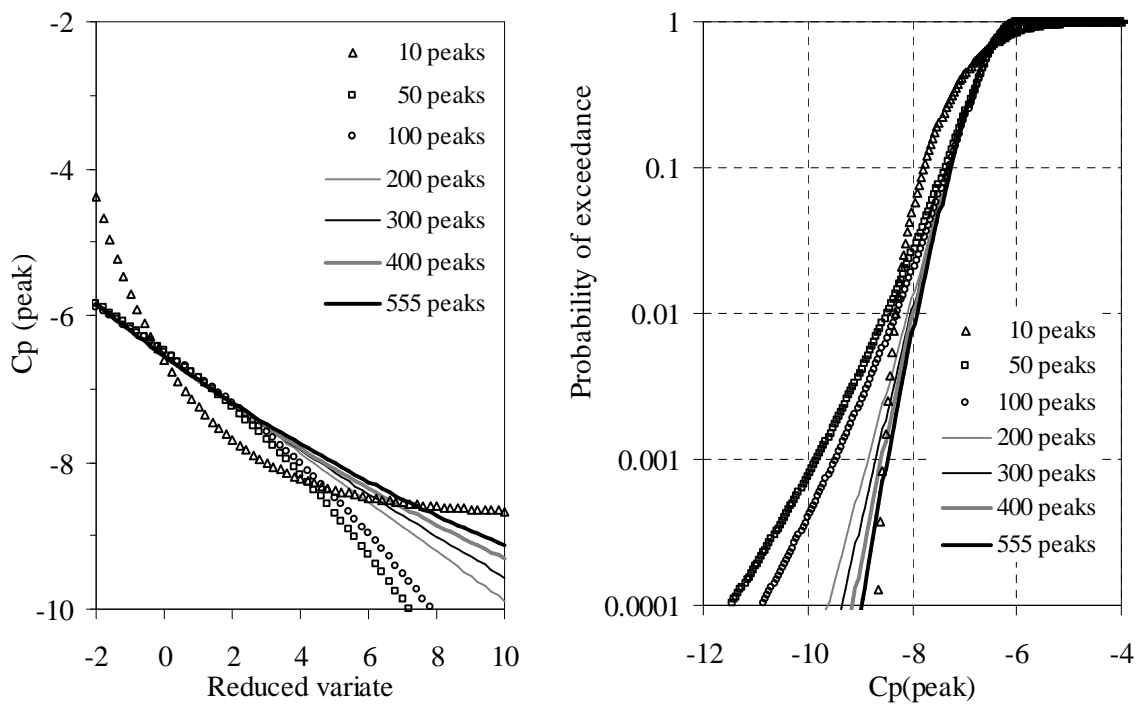 -2
-4
-6
-8
-10
Cp (peak)
10 peaks
50 peaks
100 peaks
200 peaks
300 peaks
400 peaks
555 peaks
-2 0 2 4 6 8 10
Reduced variate
1
0.1
0.01
0.001
0.0001
Probability of exceedance
10 peaks
50 peaks
100 peaks
200 peaks
300 peaks
400 peaks
555 peaks
-12 -10 -8 -6 -4
Cp(peak)